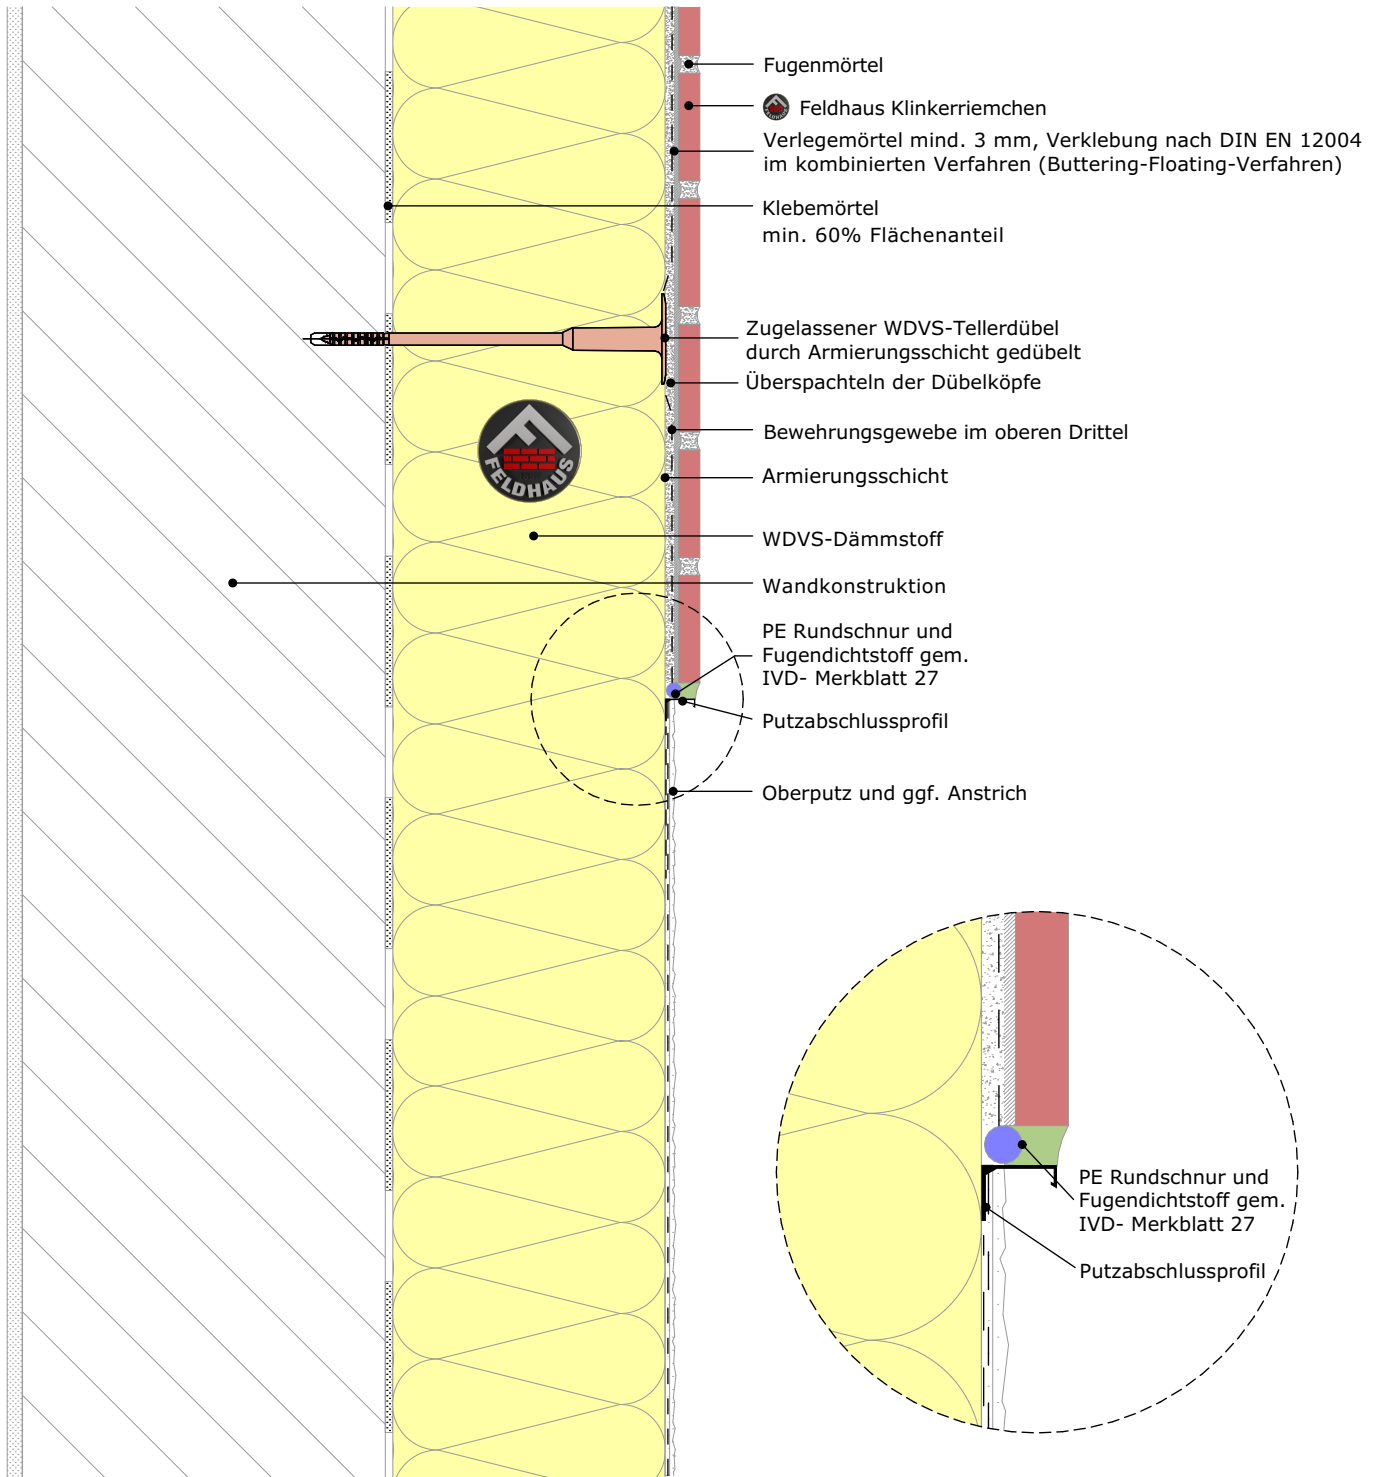 Fugenmörtel
Feldhaus Klinkerriemchen
Verlegemörtel mind. 3 mm, Verklebung nach DIN EN 12004
im kombinierten Verfahren (Buttering-Floating-Verfahren)
Klebemörtel
min. 60% Flächenanteil
Zugelassener WDVS-Tellerdübel
durch Armierungsschicht gedübelt
Überspachteln der Dübelköpfe
Bewehrungsgewebe im oberen Drittel
FELDHAUS
Armierungsschicht
WDVS-Dämmstoff
Wandkonstruktion
PE Rundschnur und
Fugendichtstoff gem.
IVD- Merkblatt 27
Putzabschlussprofil
Oberputz und ggf. Anstrich
PE Rundschnur und
Fugendichtstoff gem.
IVD- Merkblatt 27
Putzabschlussprofil